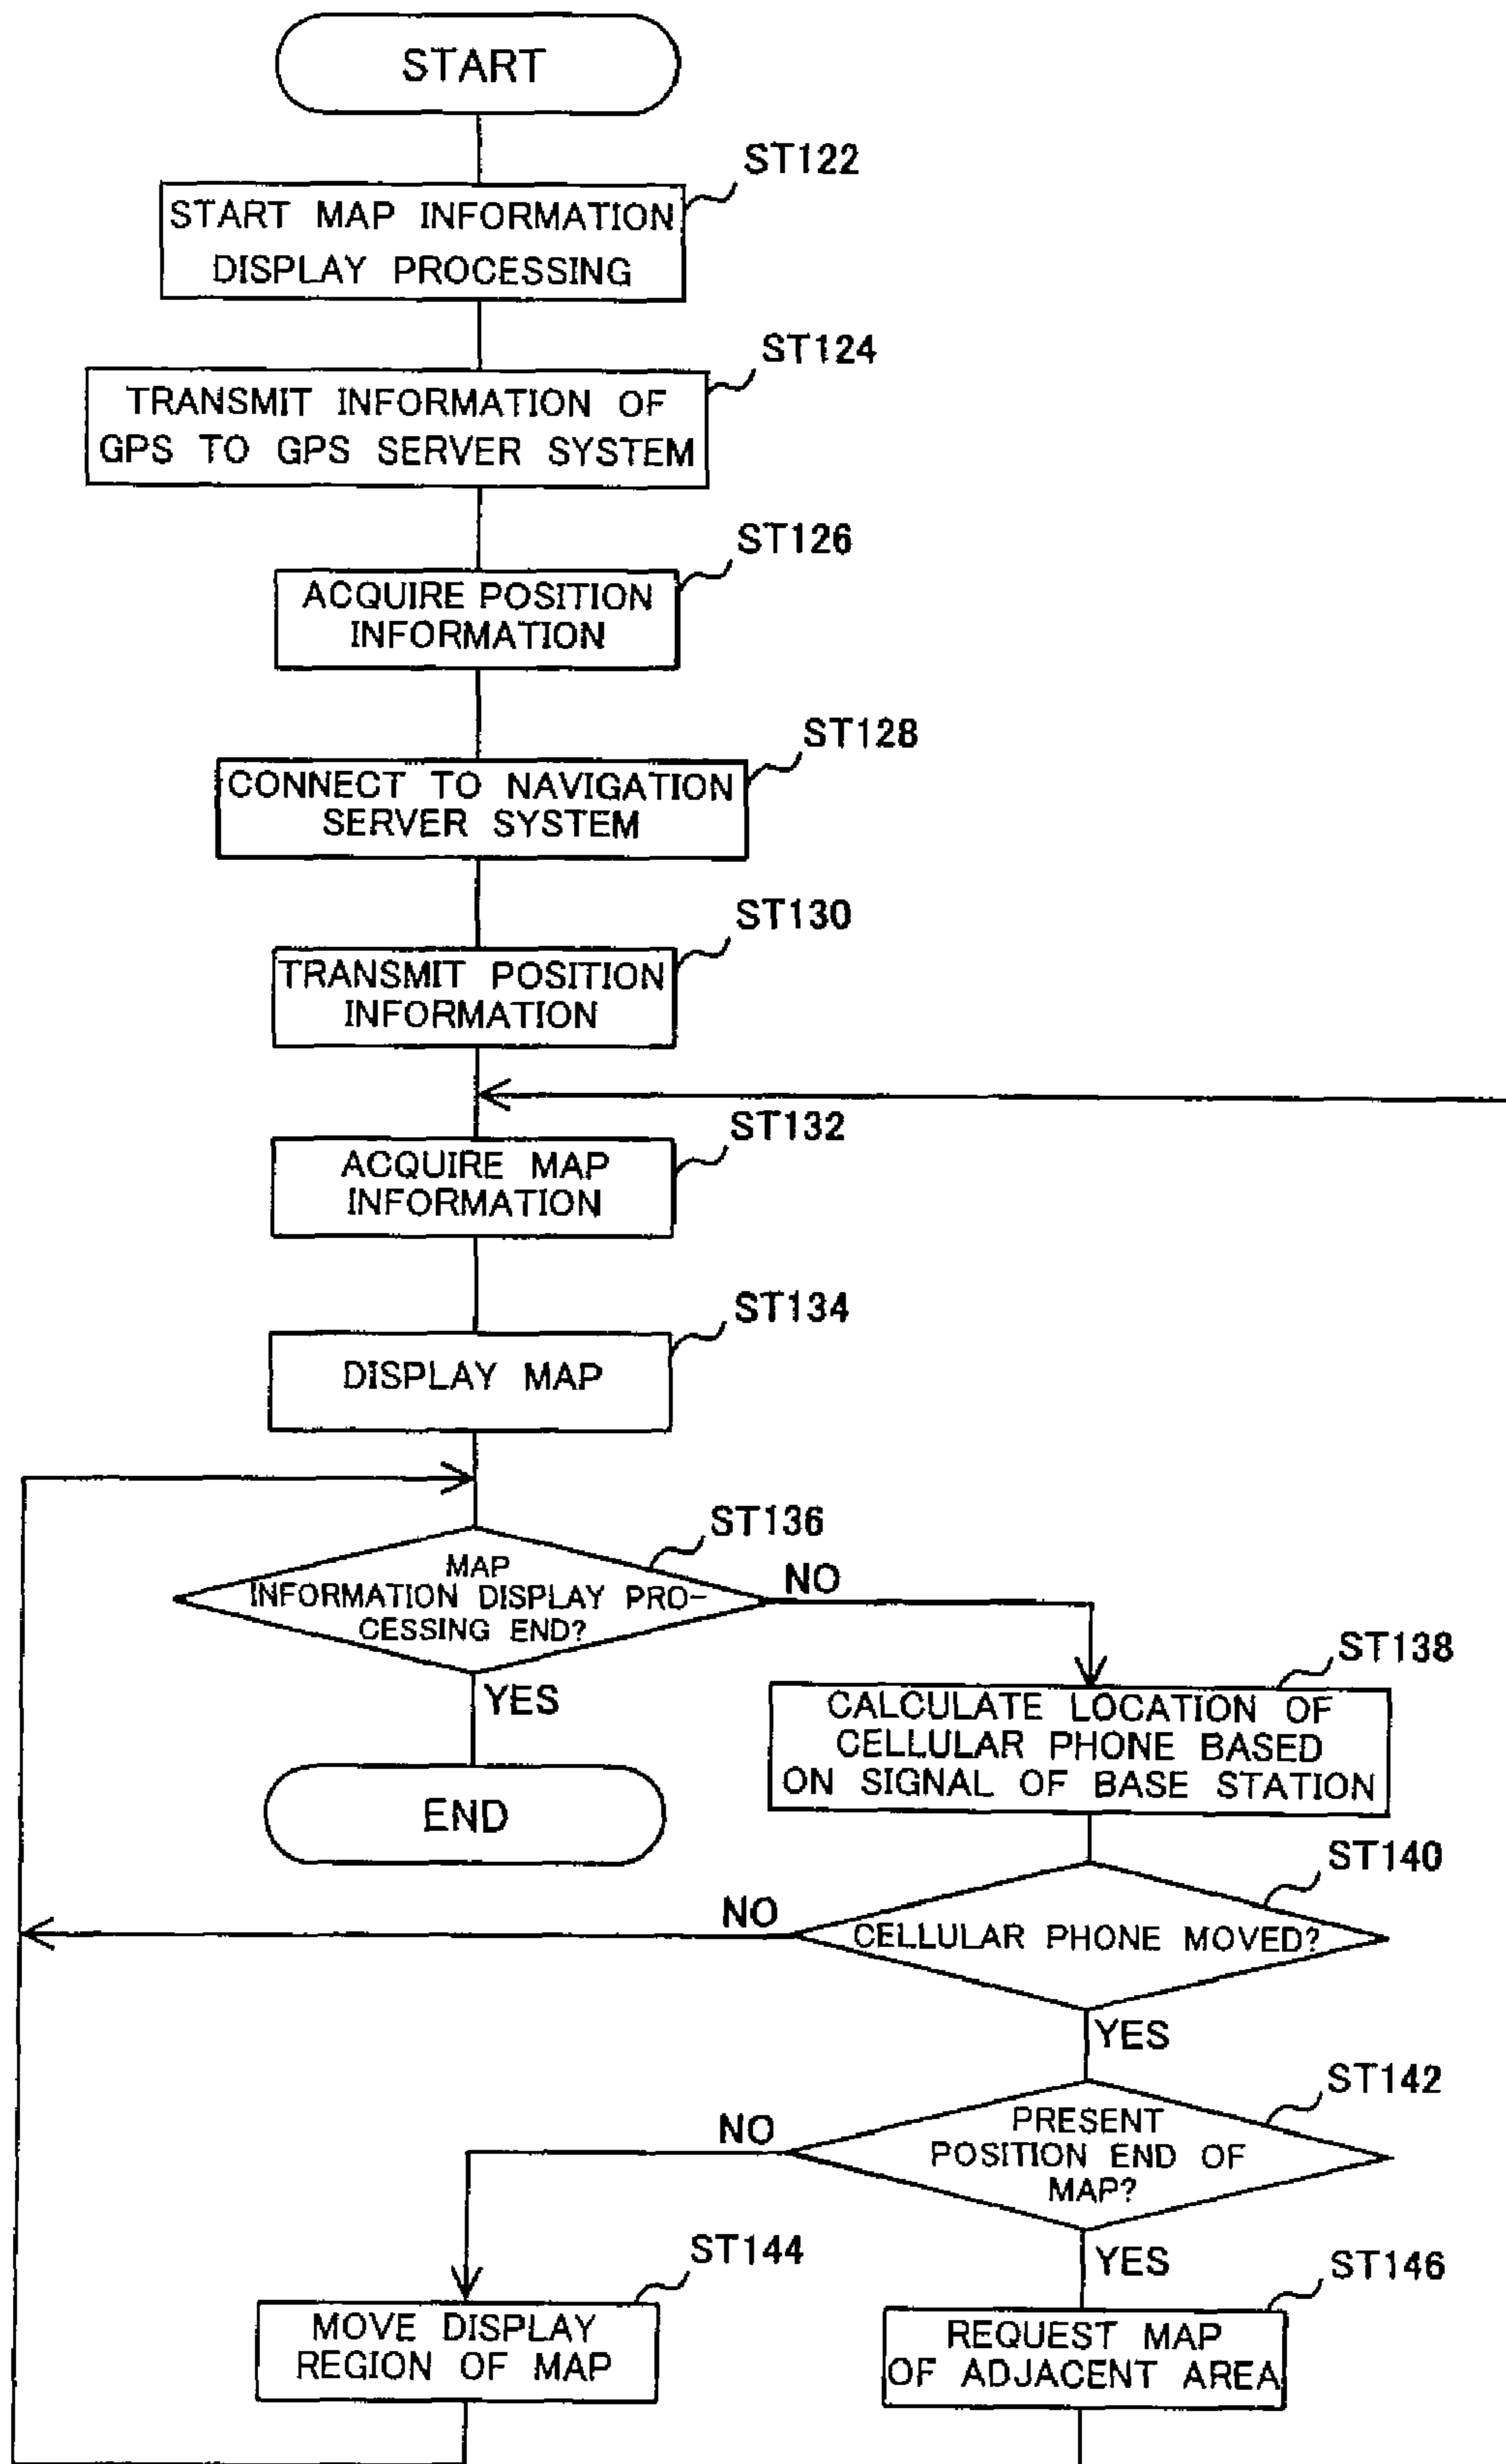 START
ST122
START MAP INFORMATION
DISPLAY PROCESSING
ST124
TRANSMIT INFORMATION OF
GPS TO GPS SERVER SYSTEM
ST126
ACQUIRE POSITION
INFORMATION
ST128
CONNECT TO NAVIGATION
SERVER SYSTEM
ST130
TRANSMIT POSITION
INFORMATION
ST132
ACQUIRE MAP
INFORMATION
ST134
DISPLAY MAP
ST136
MAP
INFORMATION DISPLAY PRO-
CESSING END?
NO
YES
END
ST138
CALCULATE LOCATION OF
CELLULAR PHONE BASED
ON SIGNAL OF BASE STATION
ST140
CELLULAR PHONE MOVED?
NO
YES
ST142
PRESENT
POSITION END OF
MAP?
NO
YES
ST144
MOVE DISPLAY
REGION OF MAP
ST146
REQUEST MAP
OF ADJACENT AREA